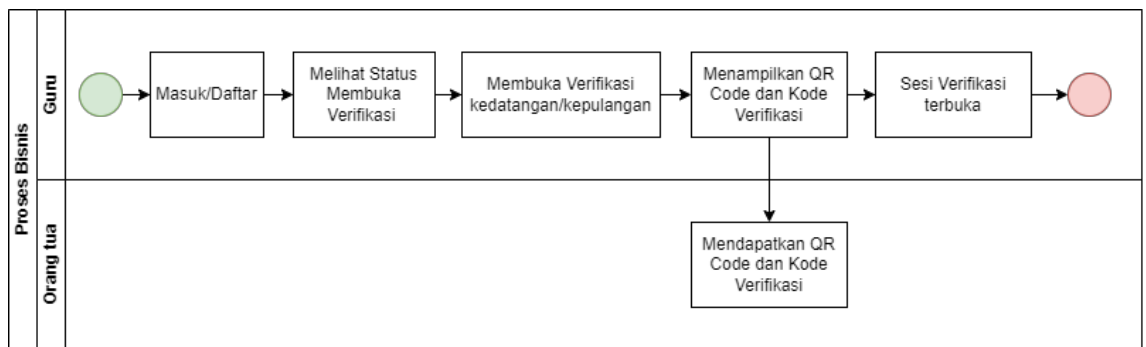 Proses Bisnis
Guru
Masuk/Daftar
Melihat Status
Membuka
Verifikasi
Membuka Verifikasi
kedatangan/kepulangan
Menampilkan QR
Code dan Kode
Verifikasi
Sesi Verifikasi
terbuka
Orang tua
Mendapatkan QR
Code dan Kode
Verifikasi